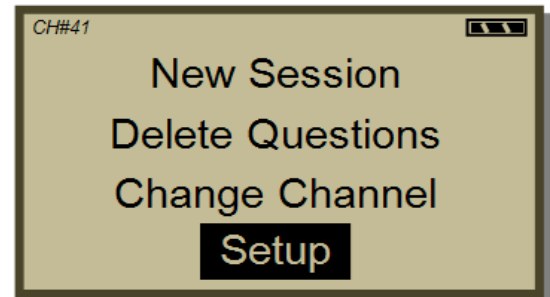 CH#41
New Session
Delete Questions
Change Channel
Setup